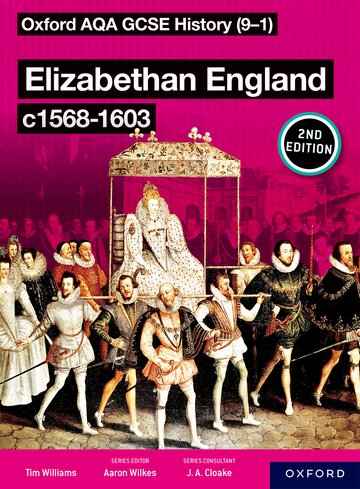 Oxford AQA GCSE History (9–1)
Elizabethan England
c1568-1603
2ND
EDITION
Tim Williams
SERIES EDITOR
Aaron Wilkes
SERIES CONSULTANT
J. A. Cloake
OXFORD